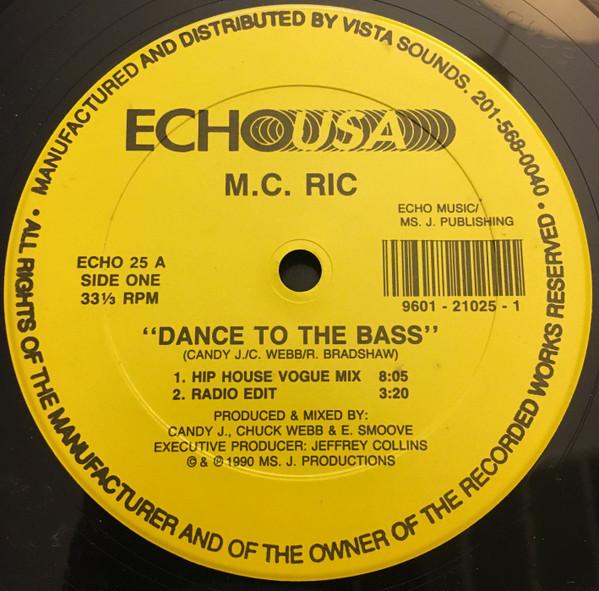 MANUFACTURED AND DISTRIBUTED BY VISTA SOUNDS. 201-568-0040 •
ECHO USA
M.C. RIC
ECHO MUSIC/
MS. J. PUBLISHING
ECHO 25 A
SIDE ONE
33⅓ RPM
9601 - 21025 - 1
“DANCE TO THE BASS”
(CANDY J./C. WEBB/R. BRADSHAW)
1. HIP HOUSE VOGUE MIX 8:05
2. RADIO EDIT 3:20
PRODUCED & MIXED BY:
CANDY J., CHUCK WEBB & E. SMOOVE
EXECUTIVE PRODUCER: JEFFREY COLLINS
© & ℗ 1990 MS. J. PRODUCTIONS
• ALL RIGHTS OF THE MANUFACTURER AND OF THE OWNER OF THE RECORDED WORKS RESERVED